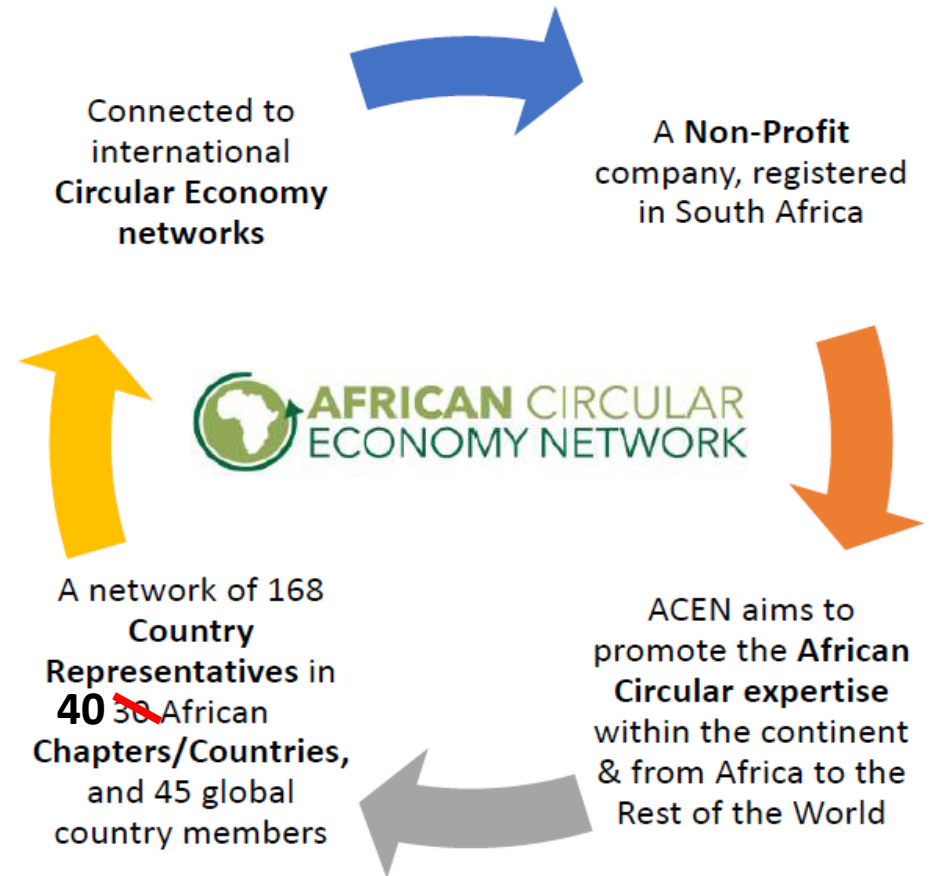 Connected to
international
Circular Economy
networks
A Non-Profit
company, registered
in South Africa
AFRICAN CIRCULAR
ECONOMY NETWORK
A network of 168
Country
Representatives in
40 30 African
Chapters/Countries,
and 45 global
country members
ACEN aims to
promote the African
Circular expertise
within the continent
& from Africa to the
Rest of the World